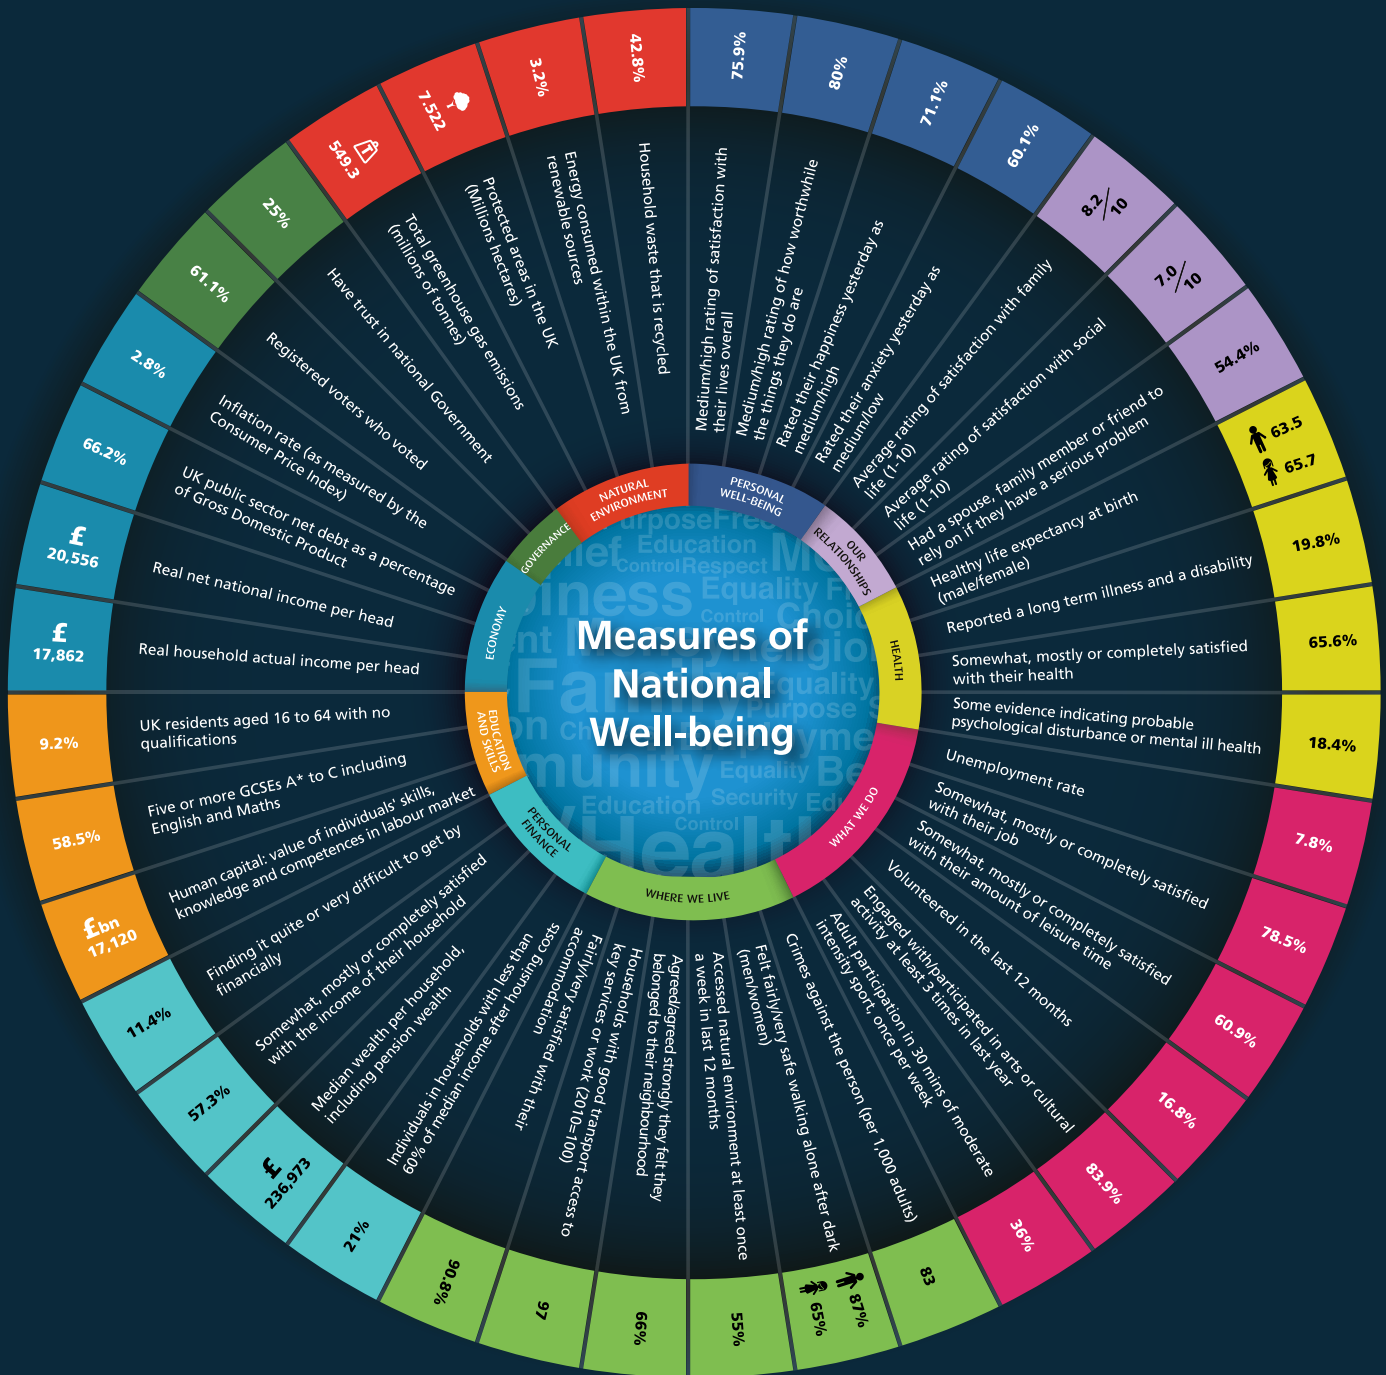 Measures of
National
Well-being
PERSONAL
WELL-BEING
75.9%
Medium/high rating of satisfaction with
their lives overall
80%
Medium/high rating of how worthwhile
the things they do are
71.1%
Rated their happiness yesterday as
medium/high
60.1%
Rated their anxiety yesterday as
medium/low
OUR
RELATIONSHIPS
8.2/10
Average rating of satisfaction with family
life (1-10)
7.0/10
Average rating of satisfaction with social
life (1-10)
54.4%
Had a spouse, family member or friend to
rely on if they have a serious problem
HEALTH
63.5
65.7
Healthy life expectancy at birth
(male/female)
19.8%
Reported a long term illness and a disability
65.6%
Somewhat, mostly or completely satisfied
with their health
18.4%
Some evidence indicating probable
psychological disturbance or mental ill health
WHAT WE DO
7.8%
Unemployment rate
78.5%
Somewhat, mostly or completely satisfied
with their job
60.9%
Somewhat, mostly or completely satisfied
with their amount of leisure time
16.8%
Volunteered in the last 12 months
83.9%
Engaged with/participated in arts or cultural
activity at least 3 times in last year
36%
Adult participation in 30 mins of moderate
intensity sport, once per week
WHERE WE LIVE
83
Crimes against the person (per 1,000 adults)
87%
65%
Felt fairly/very safe walking alone after dark
(men/women)
55%
Accessed natural environment at least once
a week in last 12 months
66%
Agreed/agreed strongly they felt they
belonged to their neighbourhood
97
Households with good transport access to
key services or work (2010=100)
90.8%
Fairly/very satisfied with their
accommodation
PERSONAL
FINANCE
21%
Individuals in households with less than
60% of median income after housing costs
£
236,973
Median wealth per household,
including pension wealth
57.3%
Somewhat, mostly or completely satisfied
with the income of their household
11.4%
Finding it quite or very difficult to get by
financially
EDUCATION
AND SKILLS
£bn
17,120
Human capital: value of individuals' skills,
knowledge and competences in labour market
58.5%
Five or more GCSEs A* to C including
English and Maths
9.2%
UK residents aged 16 to 64 with no
qualifications
ECONOMY
£
17,862
Real household actual income per head
£
20,556
Real net national income per head
66.2%
UK public sector net debt as a percentage
of Gross Domestic Product
2.8%
Inflation rate (as measured by the
Consumer Price Index)
GOVERNANCE
61.1%
Registered voters who voted
25%
Have trust in national Government
NATURAL
ENVIRONMENT
549.3
T
Total greenhouse gas emissions
(millions of tonnes)
7.522
Protected areas in the UK
(Millions hectares)
3.2%
Energy consumed within the UK from
renewable sources
42.8%
Household waste that is recycled
Education
Control Respect
Equality
Control
Purpose
Equality
Education Security
Control